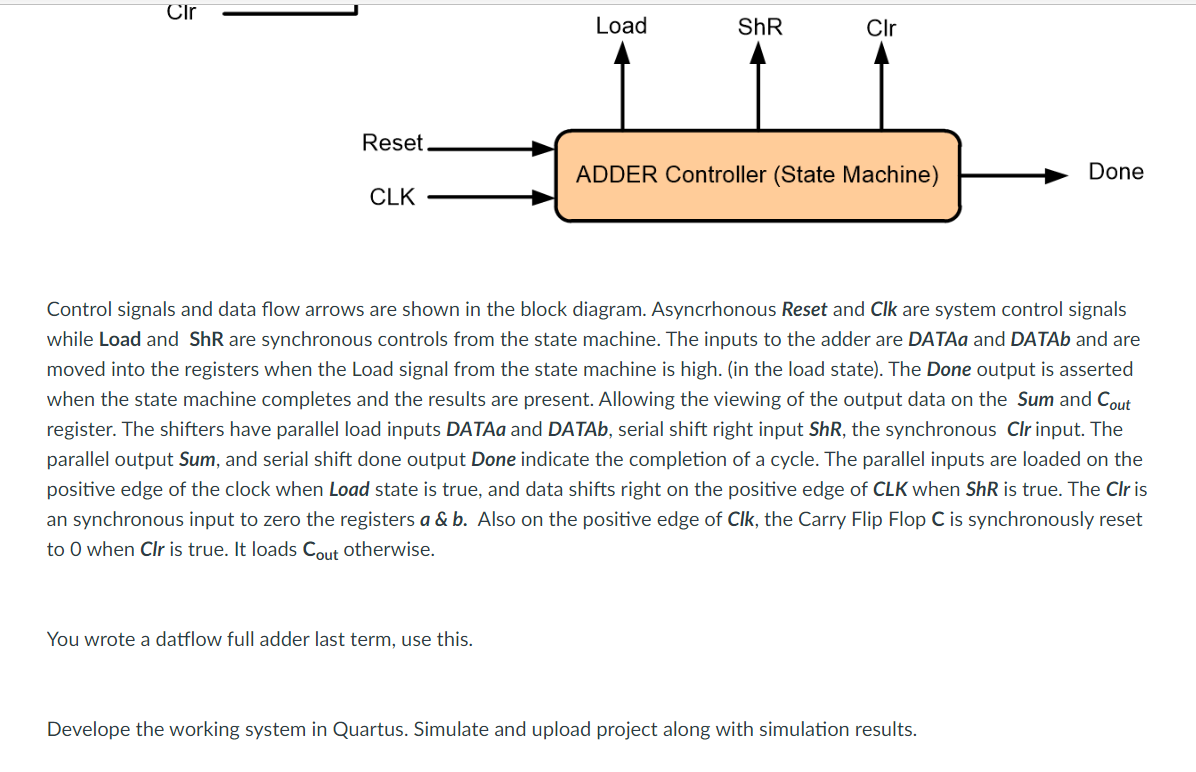 Clr
Load ShR Clr
Reset
ADDER Controller (State Machine)
Done
CLK
Control signals and data flow arrows are shown in the block diagram. Asyncrhonous Reset and Clk are system control signals
while Load and ShR are synchronous controls from the state machine. The inputs to the adder are DATAa and DATAb and are
moved into the registers when the Load signal from the state machine is high. (in the load state). The Done output is asserted
when the state machine completes and the results are present. Allowing the viewing of the output data on the Sum and Cout
register. The shifters have parallel load inputs DATAa and DATAb, serial shift right input ShR, the synchronous Clr input. The
parallel output Sum, and serial shift done output Done indicate the completion of a cycle. The parallel inputs are loaded on the
positive edge of the clock when Load state is true, and data shifts right on the positive edge of CLK when ShR is true. The Clr is
an synchronous input to zero the registers a & b. Also on the positive edge of Clk, the Carry Flip Flop C is synchronously reset
to 0 when Clr is true. It loads Cout otherwise.
You wrote a datflow full adder last term, use this.
Develope the working system in Quartus. Simulate and upload project along with simulation results.